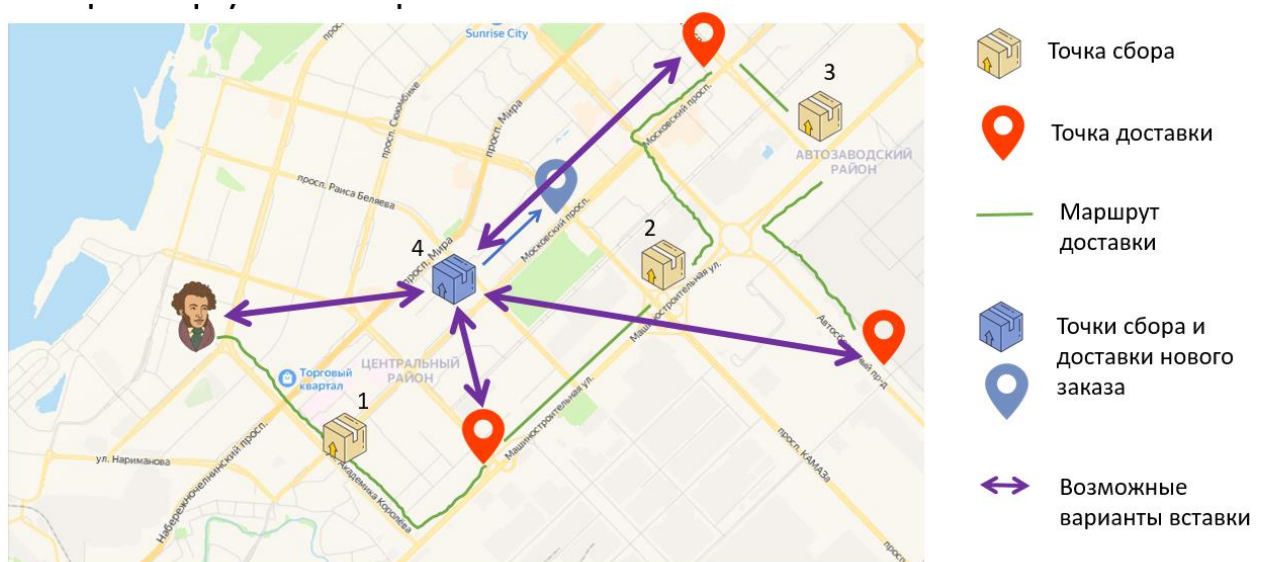 Sunrise City
просп. Сююмбике
просп. Мира
Московский просп.
3
АВТОЗАВОДСКИЙ
РАЙОН
просп. Раиса Беляева
Московский просп.
4
просп. Мира
2
Машиностроительная ул.
Торговый
квартал
ЦЕНТРАЛЬНЫЙ
РАЙОН
1
Машиностроительная ул.
ул. Нариманова
Набережночелнинский просп.
ул. Академика Королёва
просп. КАМАЗа
Точка сбора
Точка доставки
Маршрут
доставки
Точки сбора и
доставки нового
заказа
Возможные
варианты вставки